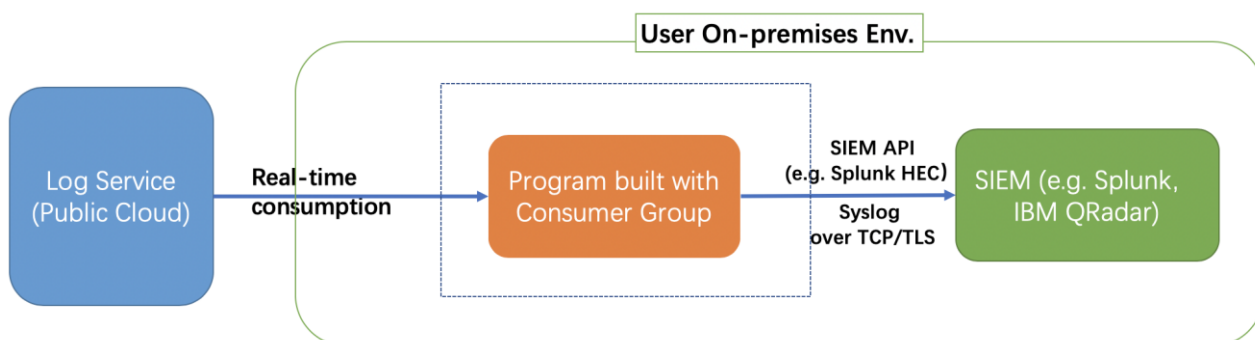 User On-premises Env.
Log Service
(Public Cloud)
Real-time
consumption
Program built with
Consumer Group
SIEM API
(e.g. Splunk HEC)
Syslog
over TCP/TLS
SIEM (e.g. Splunk,
IBM QRadar)